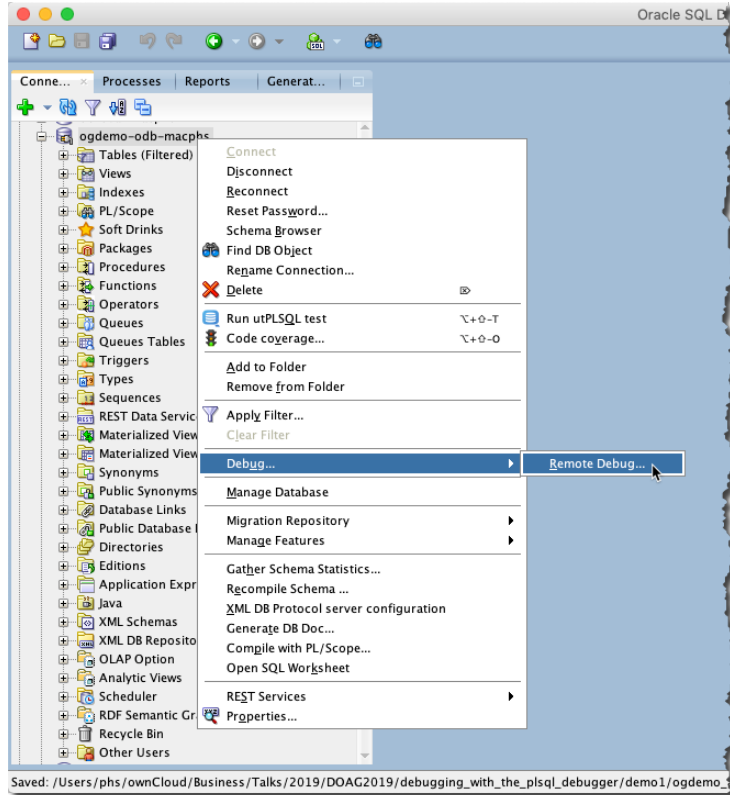 Oracle SQL D
Conne...
Processes
Reports
Generat...
ogdemo-odb-macphs
Tables (Filtered)
Views
Indexes
PL/Scope
Soft Drinks
Packages
Procedures
Functions
Operators
Queues
Queues Tables
Triggers
Types
Sequences
REST Data Servic
Materialized View
Materialized View
Synonyms
Public Synonyms
Database Links
Public Database
Directories
Editions
Application Expr
Java
XML Schemas
XML DB Reposito
OLAP Option
Analytic Views
Scheduler
RDF Semantic Gr
Recycle Bin
Other Users
Connect
Disconnect
Reconnect
Reset Password...
Schema Browser
Find DB Object
Rename Connection...
Delete ⌦
Run utPLSQL test ⌥+⇧-T
Code coverage... ⌥+⇧-O
Add to Folder
Remove from Folder
Apply Filter...
Clear Filter
Debug...
Remote Debug...
Manage Database
Migration Repository
Manage Features
Gather Schema Statistics...
Recompile Schema ...
XML DB Protocol server configuration
Generate DB Doc...
Compile with PL/Scope...
Open SQL Worksheet
REST Services
Properties...
Saved: /Users/phs/ownCloud/Business/Talks/2019/DOAG2019/debugging_with_the_plsql_debugger/demo1/ogdemo_